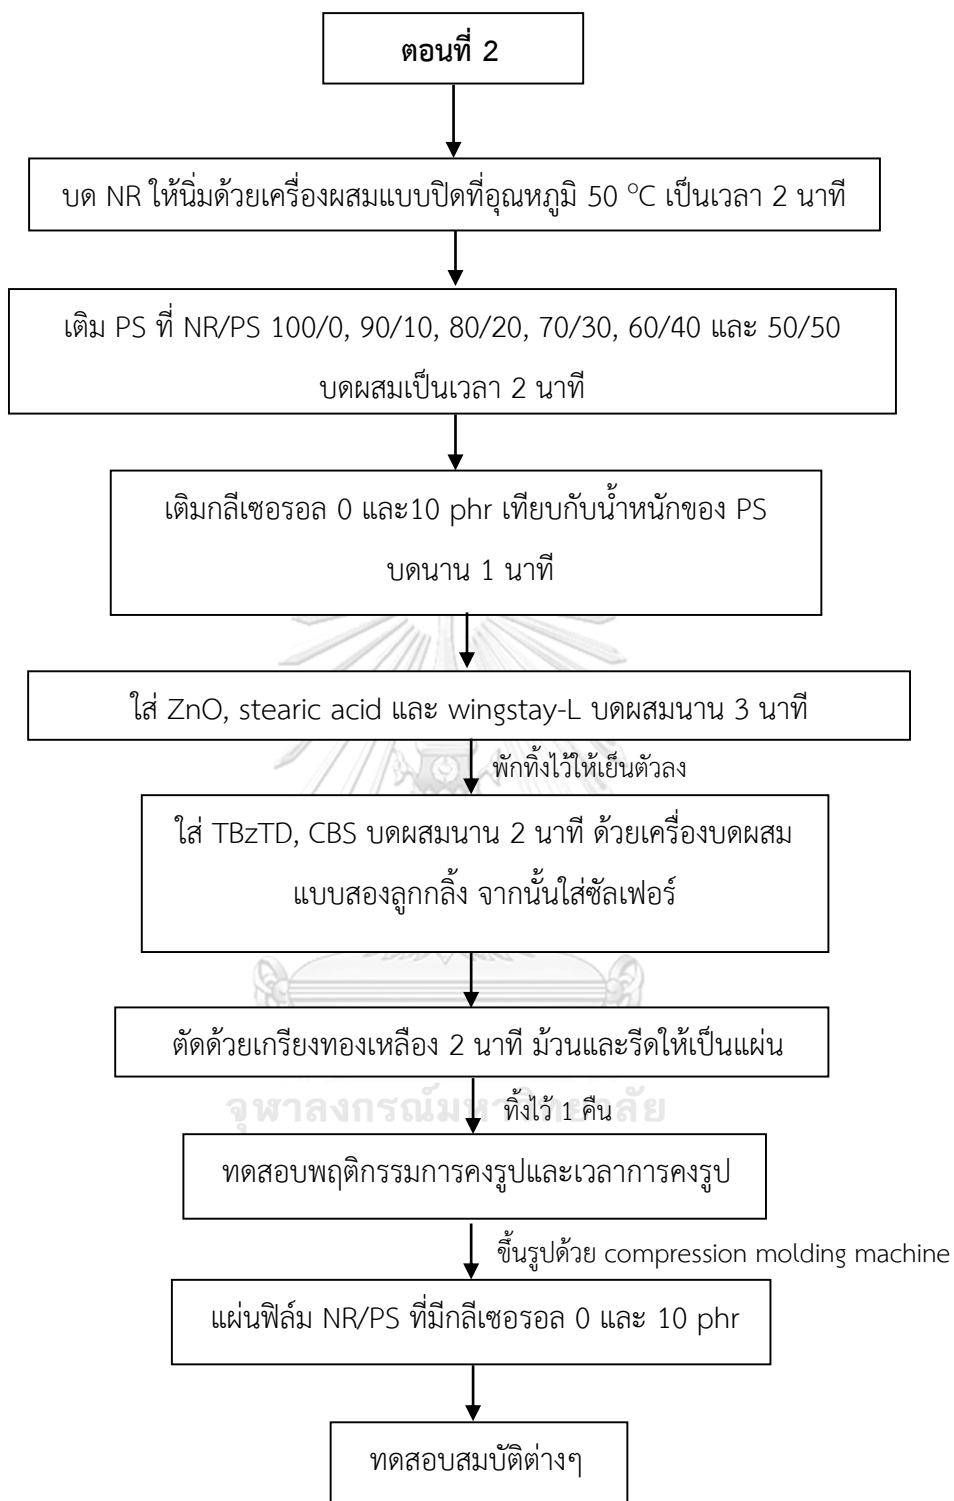 ตอนที่ 2
บด NR ให้นิ่มด้วยเครื่องผสมแบบปิดที่อุณหภูมิ 50 °C เป็นเวลา 2 นาที
เติม PS ที่ NR/PS 100/0, 90/10, 80/20, 70/30, 60/40 และ 50/50
บดผสมเป็นเวลา 2 นาที
เติมกลีเซอรอล 0 และ10 phr เทียบกับน้ำหนักของ PS
บดนาน 1 นาที
ใส่ ZnO, stearic acid และ wingstay-L บดผสมนาน 3 นาที
พักทิ้งไว้ให้เย็นตัวลง
ใส่ TBzTD, CBS บดผสมนาน 2 นาที ด้วยเครื่องบดผสม
แบบสองลูกกลิ้ง จากนั้นใส่ซัลเฟอร์
ตัดด้วยเกรียงทองเหลือง 2 นาที ม้วนและรีดให้เป็นแผ่น
จุฬาลงกรณ์มหาวิทยาลัย
ทิ้งไว้ 1 คืน
ทดสอบพฤติกรรมการคงรูปและเวลาการคงรูป
ขึ้นรูปด้วย compression molding machine
แผ่นฟิล์ม NR/PS ที่มีกลีเซอรอล 0 และ 10 phr
ทดสอบสมบัติต่างๆ